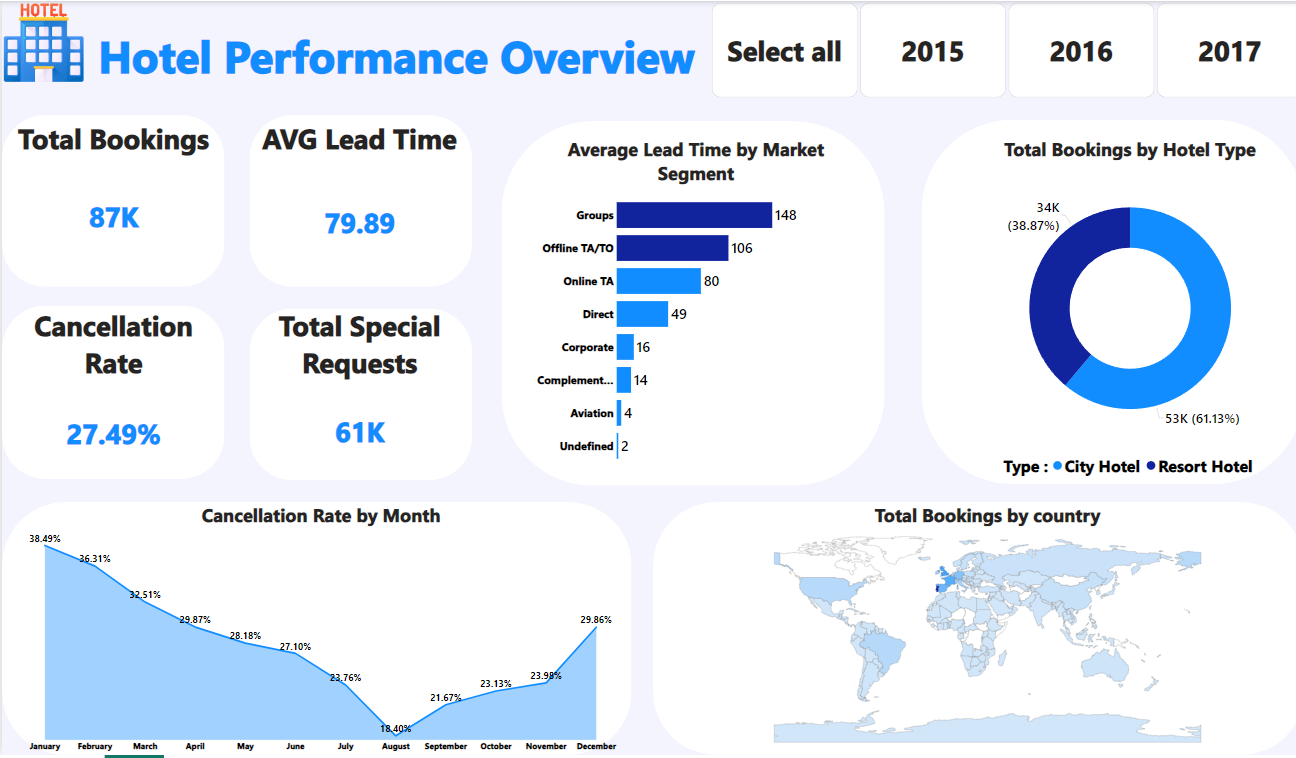 HOTEL
Hotel Performance Overview
Select all
2015
2016
2017
Total Bookings
87K
AVG Lead Time
79.89
Cancellation
Rate
27.49%
Total Special
Requests
61K
Average Lead Time by Market
Segment
Groups 148
Offline TA/TO 106
Online TA 80
Direct 49
Corporate 16
Complement... 14
Aviation 4
Undefined 2
Total Bookings by Hotel Type
34K
(38.87%)
53K (61.13%)
Type : City Hotel Resort Hotel
Cancellation Rate by Month
38.49%
36.31%
32.51%
29.87%
28.18%
27.10%
23.76%
18.40%
21.67%
23.13%
23.98%
29.86%
January February March April May June July August September October November December
Total Bookings by country